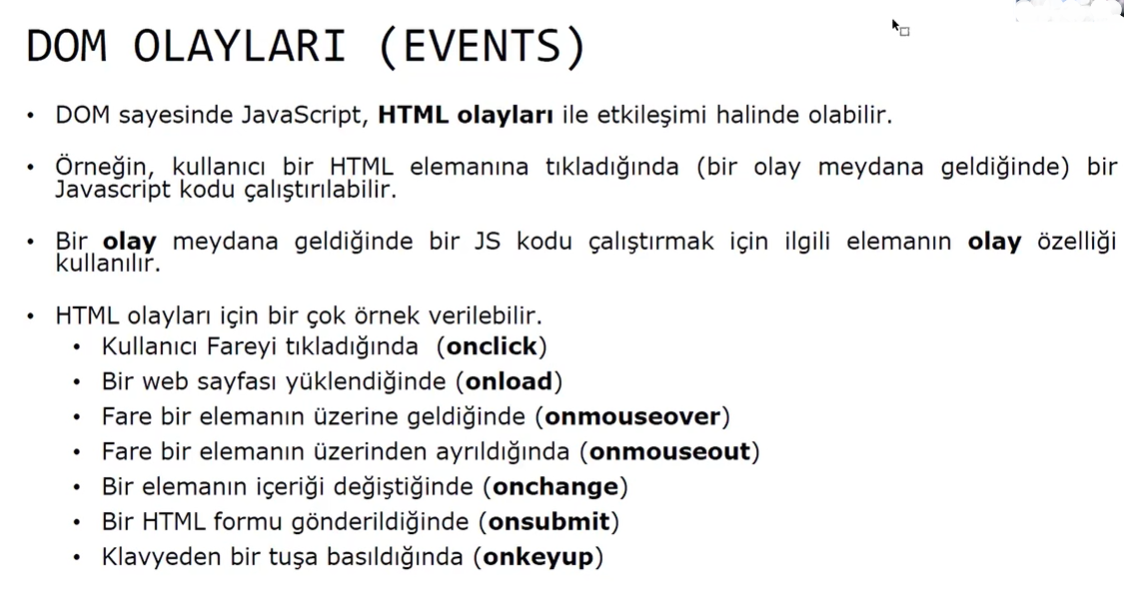 DOM OLAYLARI (EVENTS)
• DOM sayesinde JavaScript, HTML olayları ile etkileşimi halinde olabilir.
• Örneğin, kullanıcı bir HTML elemanına tıkladığında (bir olay meydana geldiğinde) bir
Javascript kodu çalıştırılabilir.
• Bir olay meydana geldiğinde bir JS kodu çalıştırmak için ilgili elemanın olay özelliği
kullanılır.
• HTML olayları için bir çok örnek verilebilir.
• Kullanıcı Fareyi tıkladığında (onclick)
• Bir web sayfası yüklendiğinde (onload)
• Fare bir elemanın üzerine geldiğinde (onmouseover)
• Fare bir elemanın üzerinden ayrıldığında (onmouseout)
• Bir elemanın içeriği değiştiğinde (onchange)
• Bir HTML formu gönderildiğinde (onsubmit)
• Klavyeden bir tuşa basıldığında (onkeyup)